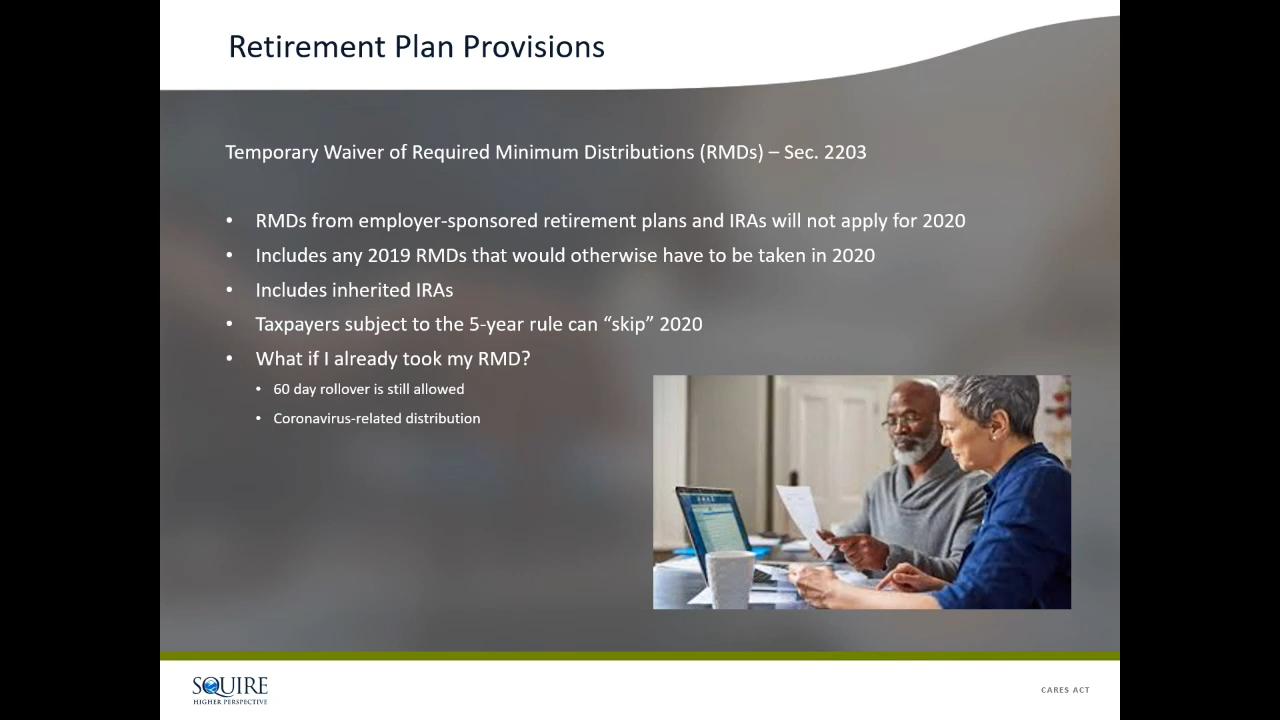 Retirement Plan Provisions
Temporary Waiver of Required Minimum Distributions (RMDs) – Sec. 2203
• RMDs from employer-sponsored retirement plans and IRAs will not apply for 2020
• Includes any 2019 RMDs that would otherwise have to be taken in 2020
• Includes inherited IRAs
• Taxpayers subject to the 5-year rule can “skip” 2020
• What if I already took my RMD?
• 60 day rollover is still allowed
• Coronavirus-related distribution
SQUIRE
HIGHER PERSPECTIVE
CARES ACT